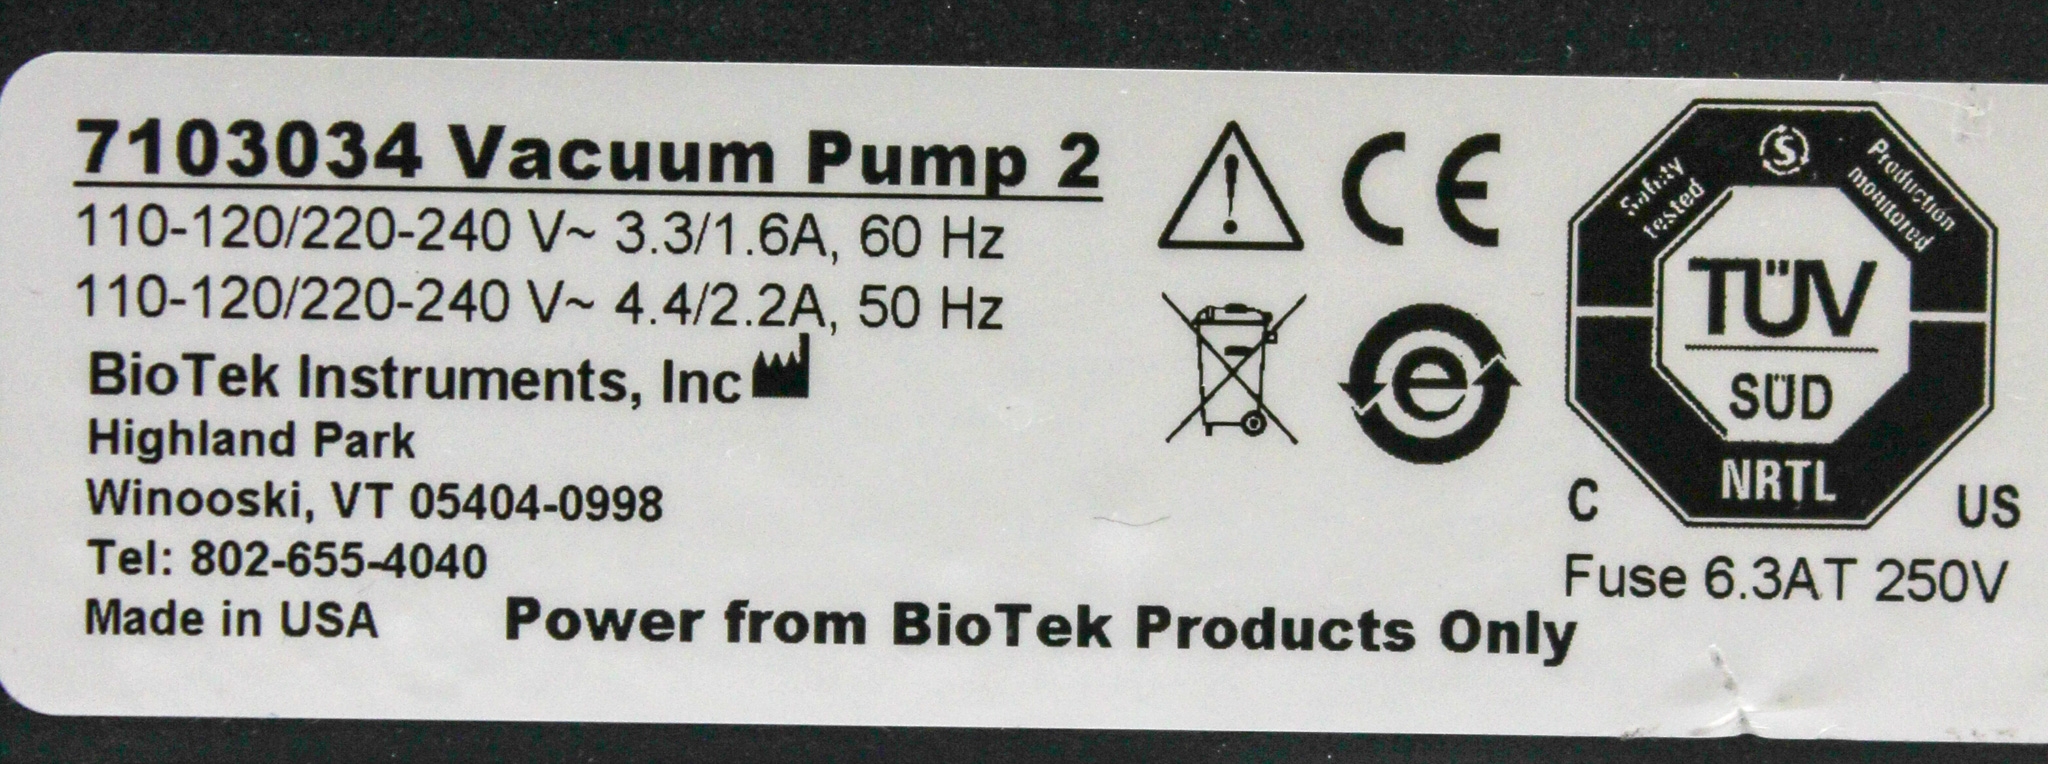 7103034 Vacuum Pump 2
110-120/220-240 V~ 3.3/1.6A, 60 Hz
110-120/220-240 V~ 4.4/2.2A, 50 Hz
BioTek Instruments, Inc
Highland Park
Winooski, VT 05404-0998
Tel: 802-655-4040
Made in USA
Power from BioTek Products Only
!
CE
e
Safety
tested
S
Production
monitored
TÜV
SÜD
NRTL
C US
Fuse 6.3AT 250V